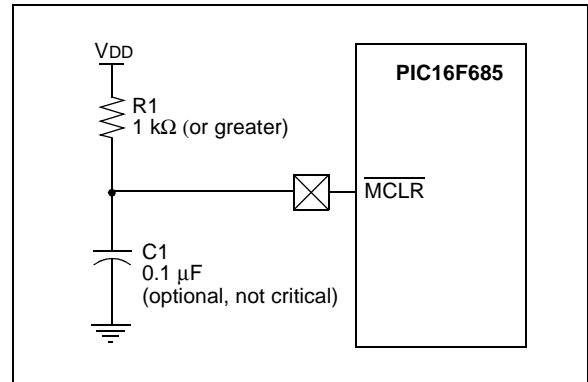 VDD
PIC16F685
R1
1 kΩ (or greater)
MCLR
C1
0.1 μF
(optional, not critical)